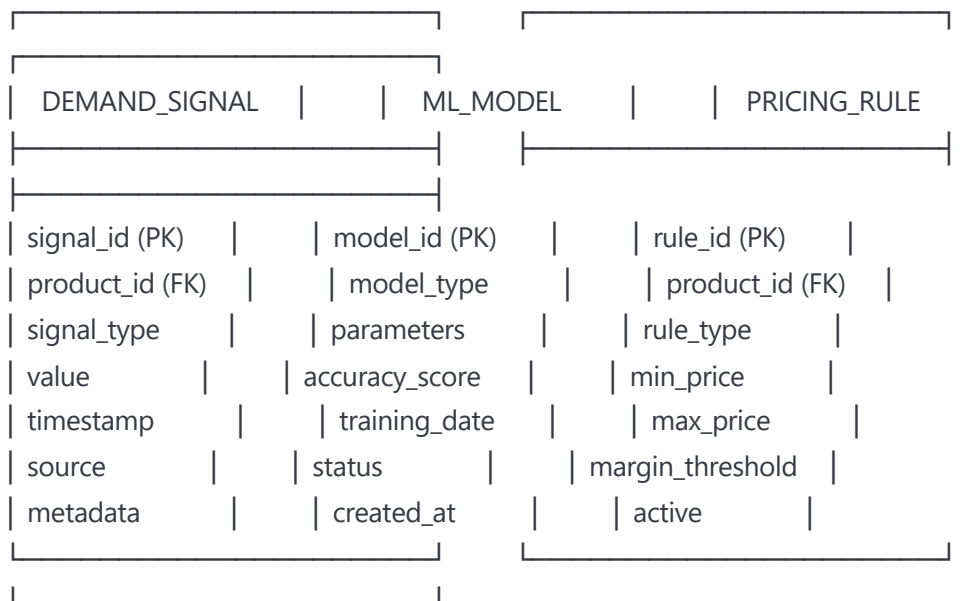 DEMAND_SIGNAL ML_MODEL PRICING_RULE
signal_id (PK) model_id (PK) rule_id (PK)
product_id (FK) model_type product_id (FK)
signal_type parameters rule_type
value accuracy_score min_price
timestamp training_date max_price
source status margin_threshold
metadata created_at active